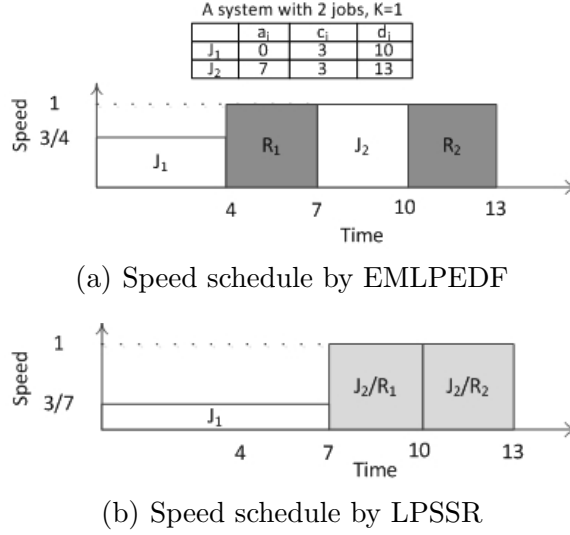 A system with 2 jobs, K=1
aᵢ cᵢ dᵢ
J₁ 0 3 10
J₂ 7 3 13
Speed
1
3/4
J₁
R₁
J₂
R₂
4 7 10 13
Time
(a) Speed schedule by EMLPEDF
Speed
1
3/7
J₁
J₂/R₁
J₂/R₂
4 7 10 13
Time
(b) Speed schedule by LPSSR